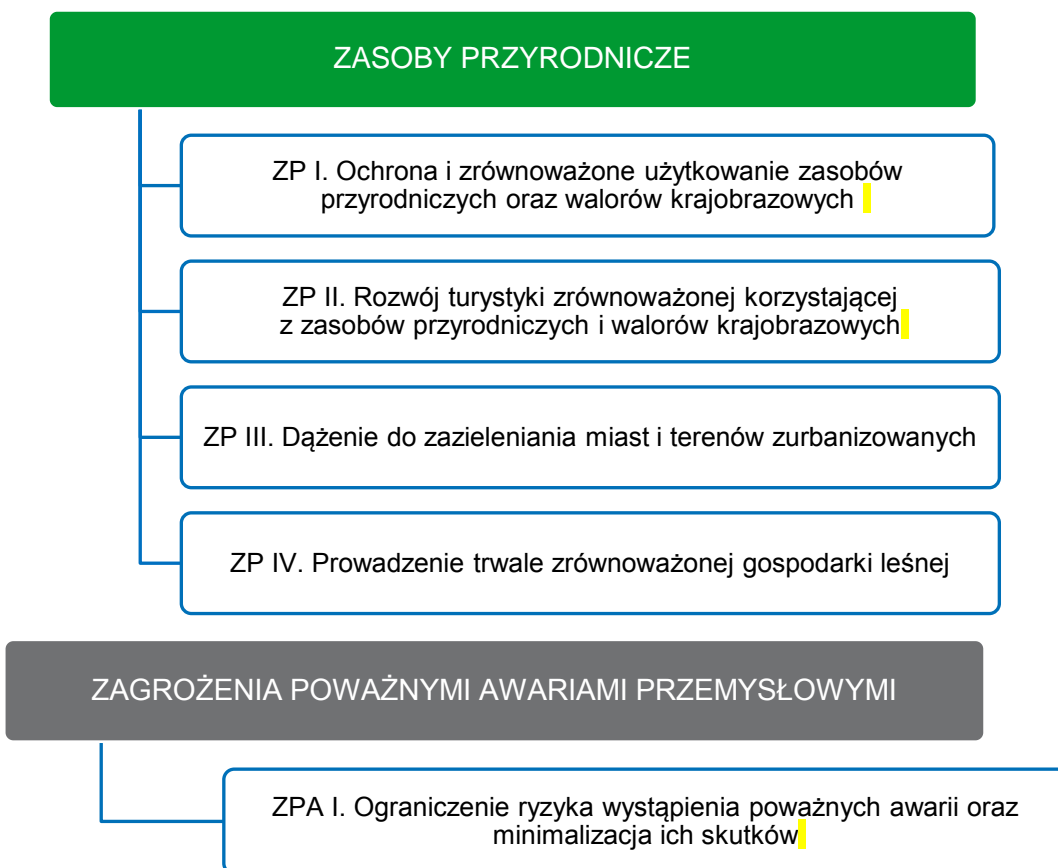 ZASOBY PRZYRODNICZE
ZP I. Ochrona i zrównoważone użytkowanie zasobów
przyrodniczych oraz walorów krajobrazowych
ZP II. Rozwój turystyki zrównoważonej korzystającej
z zasobów przyrodniczych i walorów krajobrazowych
ZP III. Dążenie do zazieleniania miast i terenów zurbanizowanych
ZP IV. Prowadzenie trwale zrównoważonej gospodarki leśnej
ZAGROŻENIA POWAŻNYMI AWARIAMI PRZEMYSŁOWYMI
ZPA I. Ograniczenie ryzyka wystąpienia poważnych awarii oraz
minimalizacja ich skutków